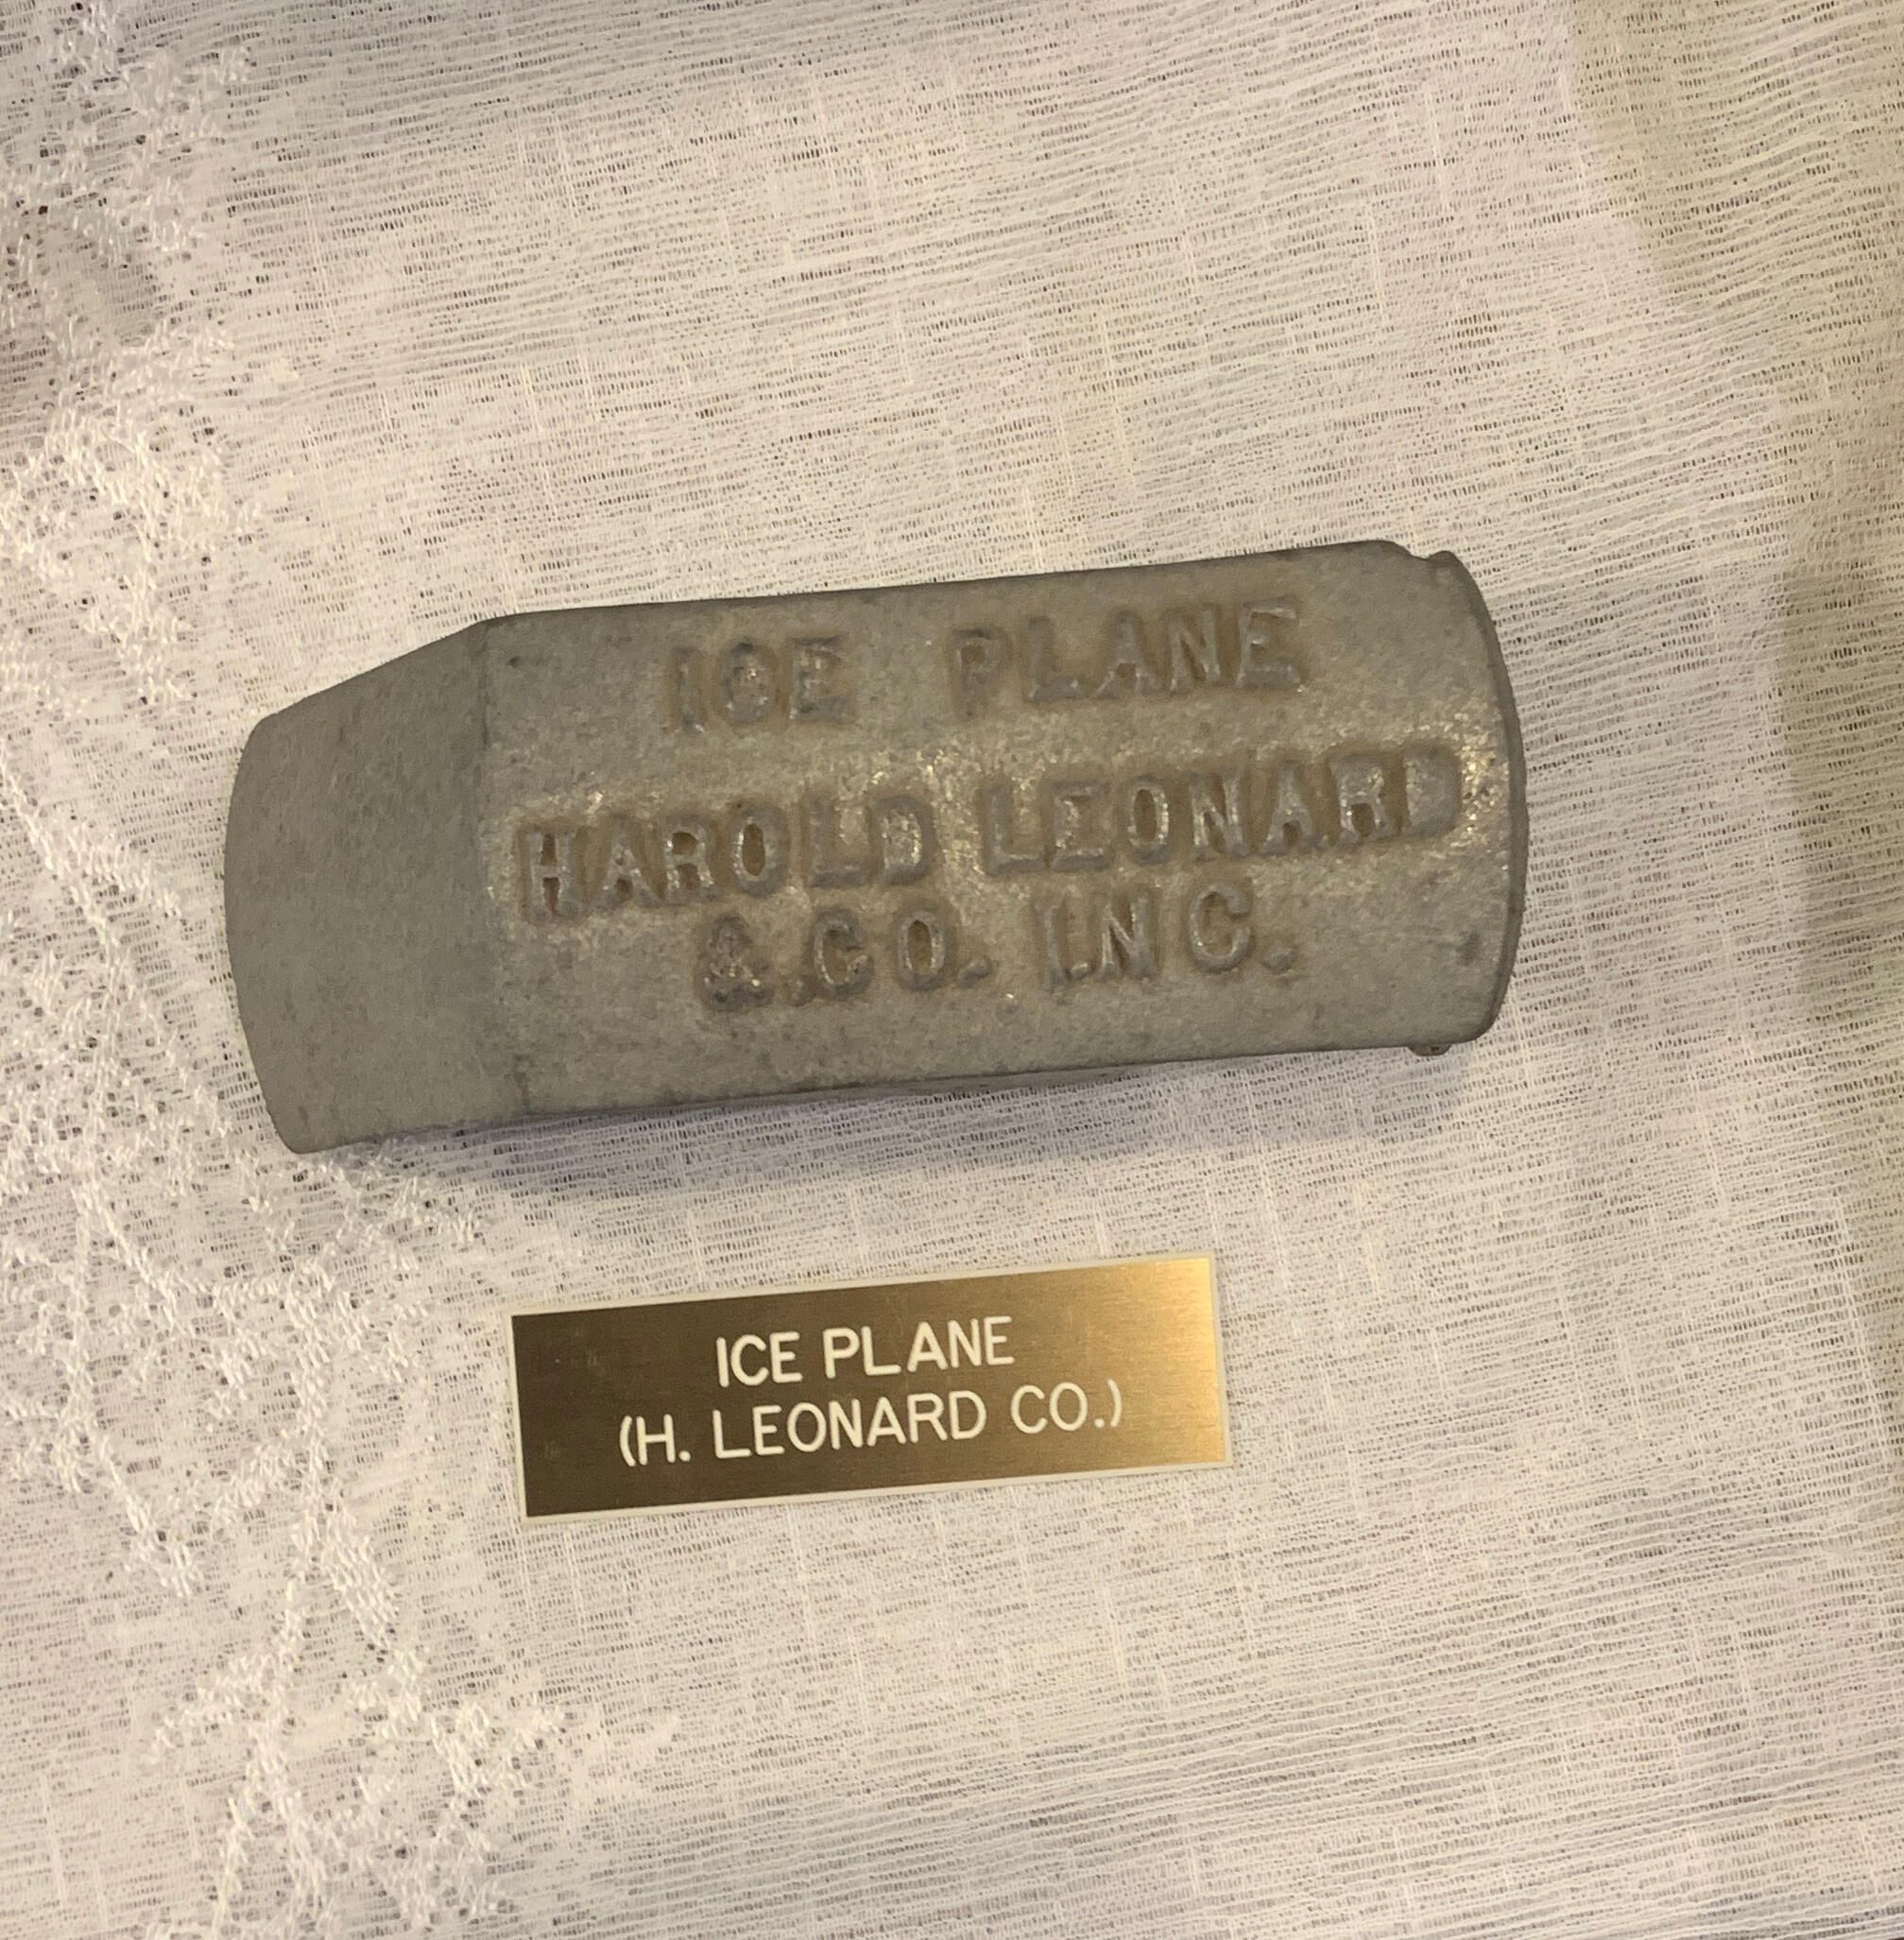 ICE PLANE
HAROLD LEONARD
& CO. INC.
ICE PLANE
(H. LEONARD CO.)